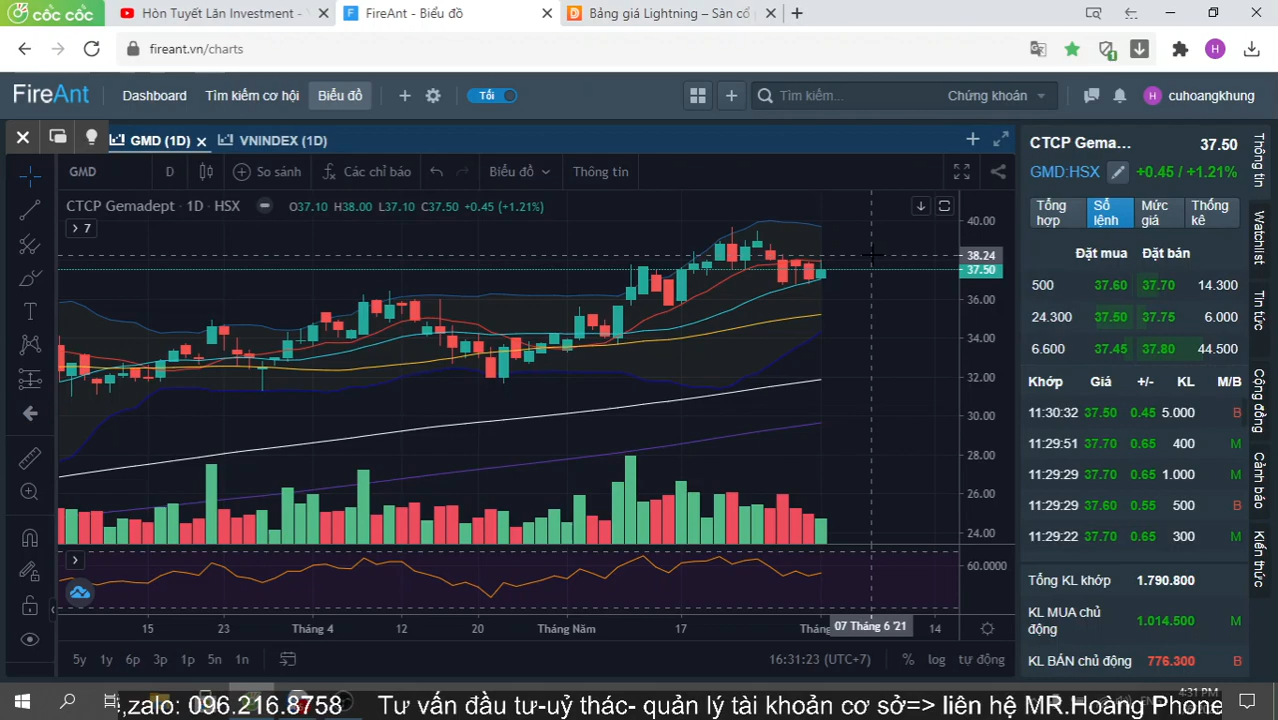 cốc cốc
Hòn Tuyết Lăn Investment -
FireAnt - Biểu đồ
Bảng giá Lightning – Sàn cổ
fireant.vn/charts
H
FireAnt
Dashboard
Tìm kiếm cơ hội
Biểu đồ
Tối
Tìm kiếm...
Chứng khoán
H
cuhoangkhung
GMD (1D)
VNINDEX (1D)
GMD
D
So sánh
Các chỉ báo
Biểu đồ
Thông tin
CTCP Gemadept · 1D · HSX
O37.10 H38.00 L37.10 C37.50 +0.45 (+1.21%)
7
40.00
38.24
37.50
36.00
34.00
32.00
30.00
28.00
26.00
24.00
60.0000
15
23
Tháng 4
12
20
Tháng Năm
17
Tháng
07 Tháng 6 '21
14
5y
1y
6p
3p
1p
5n
1n
16:31:23 (UTC+7)
%
log
tự động
CTCP Gema...
37.50
GMD:HSX
+0.45 / +1.21%
Tổng hợp
Sổ lệnh
Mức giá
Thống kê
Đặt mua Đặt bán
500 37.60 37.70 14.300
24.300 37.50 37.75 6.000
6.600 37.45 37.80 44.500
Khớp Giá +/- KL M/B
11:30:32 37.50 0.45 5.000 B
11:29:51 37.70 0.65 400 M
11:29:29 37.70 0.65 1.000 M
11:29:29 37.60 0.55 500 B
11:29:22 37.70 0.65 300 M
Tổng KL khớp 1.790.800
KL MUA chủ động 1.014.500 M
KL BÁN chủ động 776.300 B
Thông tin
Watchlist
Tin tức
Cộng đồng
Cảnh báo
Kiến thức
4:31 PM
,zalo: 096.216.8758 Tư vấn đầu tư-uỷ thác- quản lý tài khoản cơ sở=> liên hệ MR.Hoàng Phone